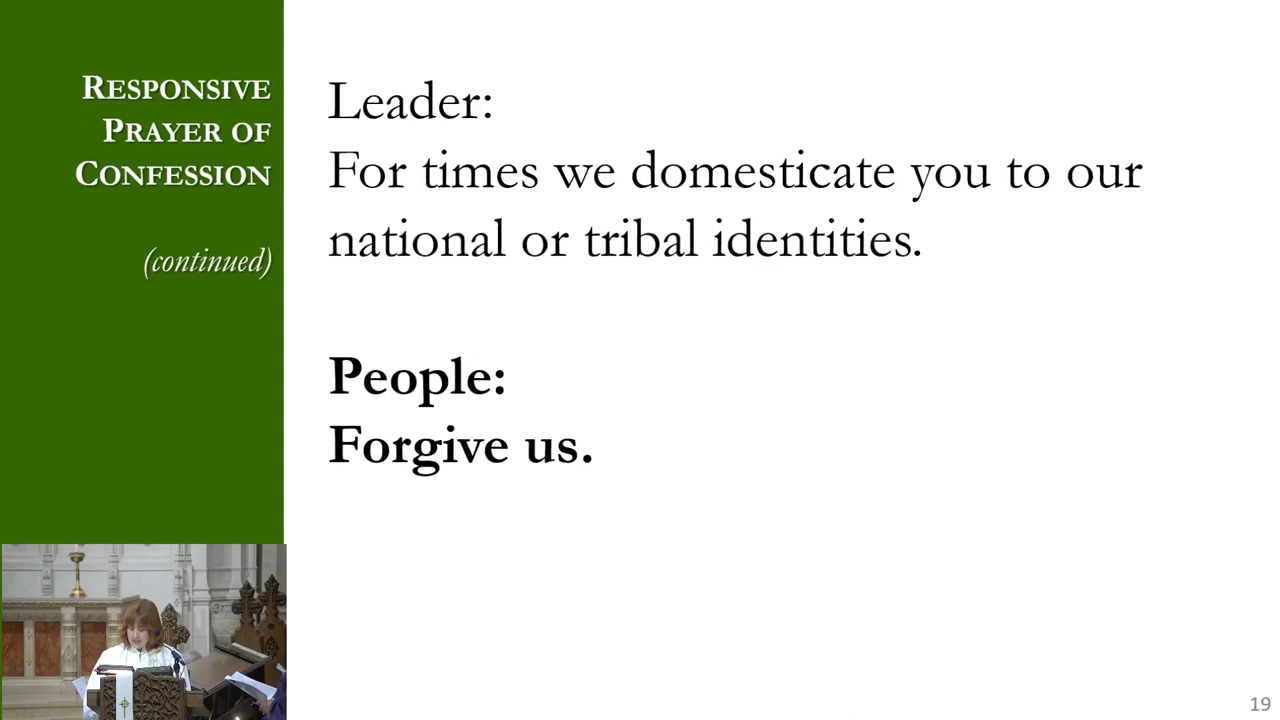 RESPONSIVE
PRAYER OF
CONFESSION
(continued)
Leader:
For times we domesticate you to our
national or tribal identities.
People:
Forgive us.
19